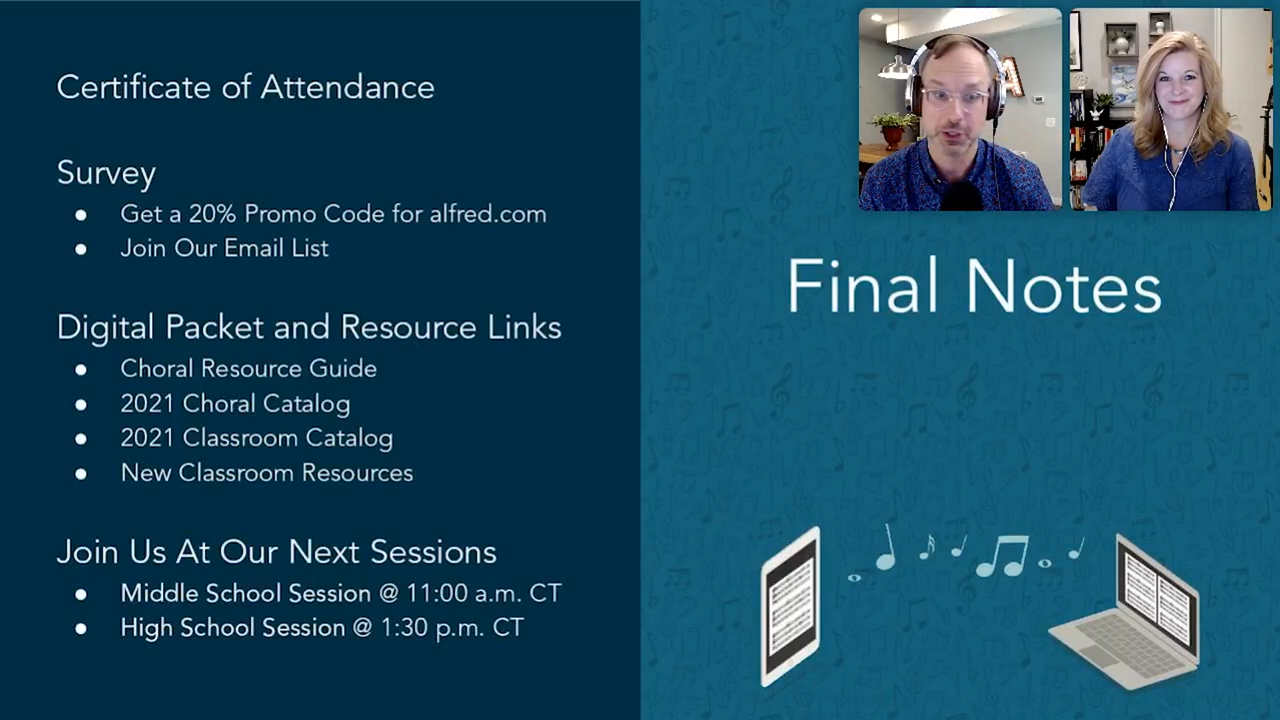 Certificate of Attendance
Survey
● Get a 20% Promo Code for alfred.com
● Join Our Email List
Digital Packet and Resource Links
● Choral Resource Guide
● 2021 Choral Catalog
● 2021 Classroom Catalog
● New Classroom Resources
Join Us At Our Next Sessions
● Middle School Session @ 11:00 a.m. CT
● High School Session @ 1:30 p.m. CT
A
Final Notes